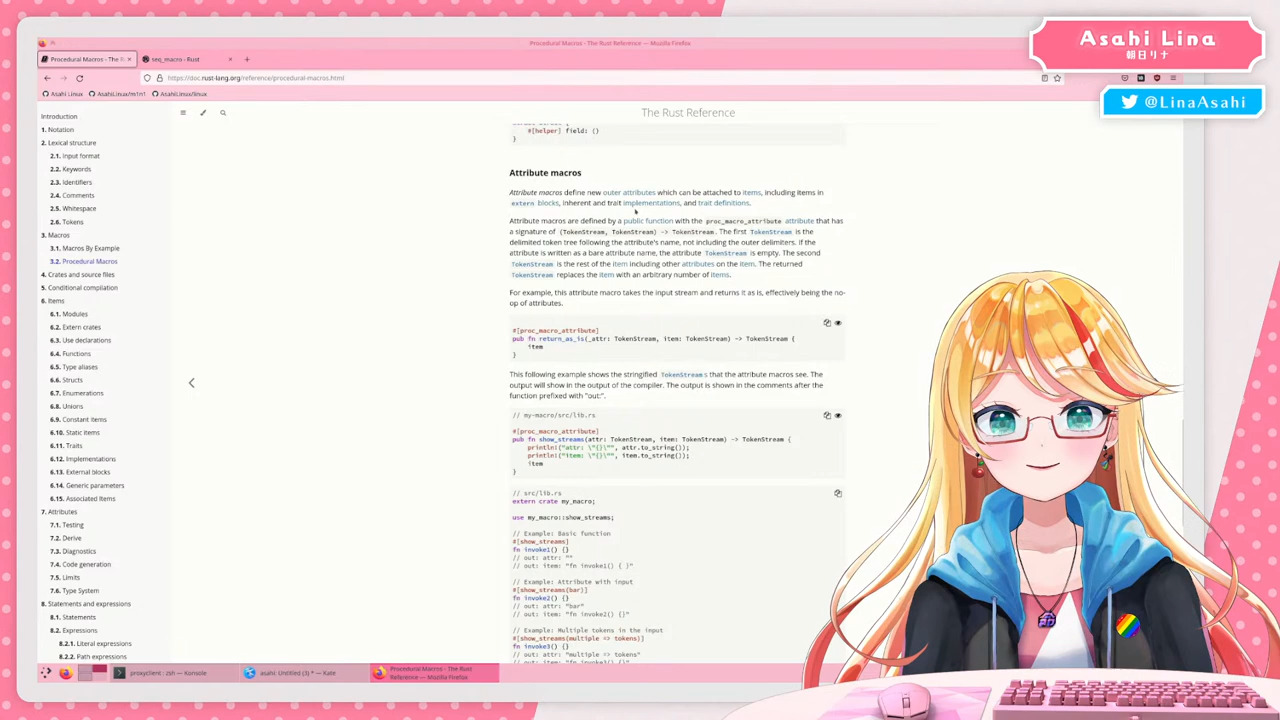 Asahi Lina
朝日リナ
@LinaAsahi
Procedural Macros — The Rust Reference — Mozilla Firefox
Procedural Macros - The R
seq_macro - Rust
https://doc.rust-lang.org/reference/procedural-macros.html
Asahi Linux
AsahiLinux/m1n1
AsahiLinux/linux
The Rust Reference
Introduction
1. Notation
2. Lexical structure
2.1. Input format
2.2. Keywords
2.3. Identifiers
2.4. Comments
2.5. Whitespace
2.6. Tokens
3. Macros
3.1. Macros By Example
3.2. Procedural Macros
4. Crates and source files
5. Conditional compilation
6. Items
6.1. Modules
6.2. Extern crates
6.3. Use declarations
6.4. Functions
6.5. Type aliases
6.6. Structs
6.7. Enumerations
6.8. Unions
6.9. Constant items
6.10. Static items
6.11. Traits
6.12. Implementations
6.13. External blocks
6.14. Generic parameters
6.15. Associated Items
7. Attributes
7.1. Testing
7.2. Derive
7.3. Diagnostics
7.4. Code generation
7.5. Limits
7.6. Type System
8. Statements and expressions
8.1. Statements
8.2. Expressions
8.2.1. Literal expressions
8.2.2. Path expressions
#[helper] field: ()
}
Attribute macros
Attribute macros define new outer attributes which can be attached to items, including items in
extern blocks, inherent and trait implementations, and trait definitions.
Attribute macros are defined by a public function with the proc_macro_attribute attribute that has
a signature of (TokenStream, TokenStream) -> TokenStream. The first TokenStream is the
delimited token tree following the attribute's name, not including the outer delimiters. If the
attribute is written as a bare attribute name, the attribute TokenStream is empty. The second
TokenStream is the rest of the item including other attributes on the item. The returned
TokenStream replaces the item with an arbitrary number of items.
For example, this attribute macro takes the input stream and returns it as is, effectively being the no-
op of attributes.
#[proc_macro_attribute]
pub fn return_as_is(_attr: TokenStream, item: TokenStream) -> TokenStream {
item
}
This following example shows the stringified TokenStreams that the attribute macros see. The
output will show in the output of the compiler. The output is shown in the comments after the
function prefixed with "out:".
// my-macro/src/lib.rs
#[proc_macro_attribute]
pub fn show_streams(attr: TokenStream, item: TokenStream) -> TokenStream {
println!("attr: \"{}\"", attr.to_string());
println!("item: \"{}\"", item.to_string());
item
}
// src/lib.rs
extern crate my_macro;
use my_macro::show_streams;
// Example: Basic function
#[show_streams]
fn invoke1() {}
// out: attr: ""
// out: item: "fn invoke1() { }"
// Example: Attribute with input
#[show_streams(bar)]
fn invoke2() {}
// out: attr: "bar"
// out: item: "fn invoke2() {}"
// Example: Multiple tokens in the input
#[show_streams(multiple => tokens)]
fn invoke3() {}
// out: attr: "multiple => tokens"
proxyclient : zsh — Konsole
asahi: Untitled (3) * — Kate
Procedural Macros - The Rust
Reference — Mozilla Firefox